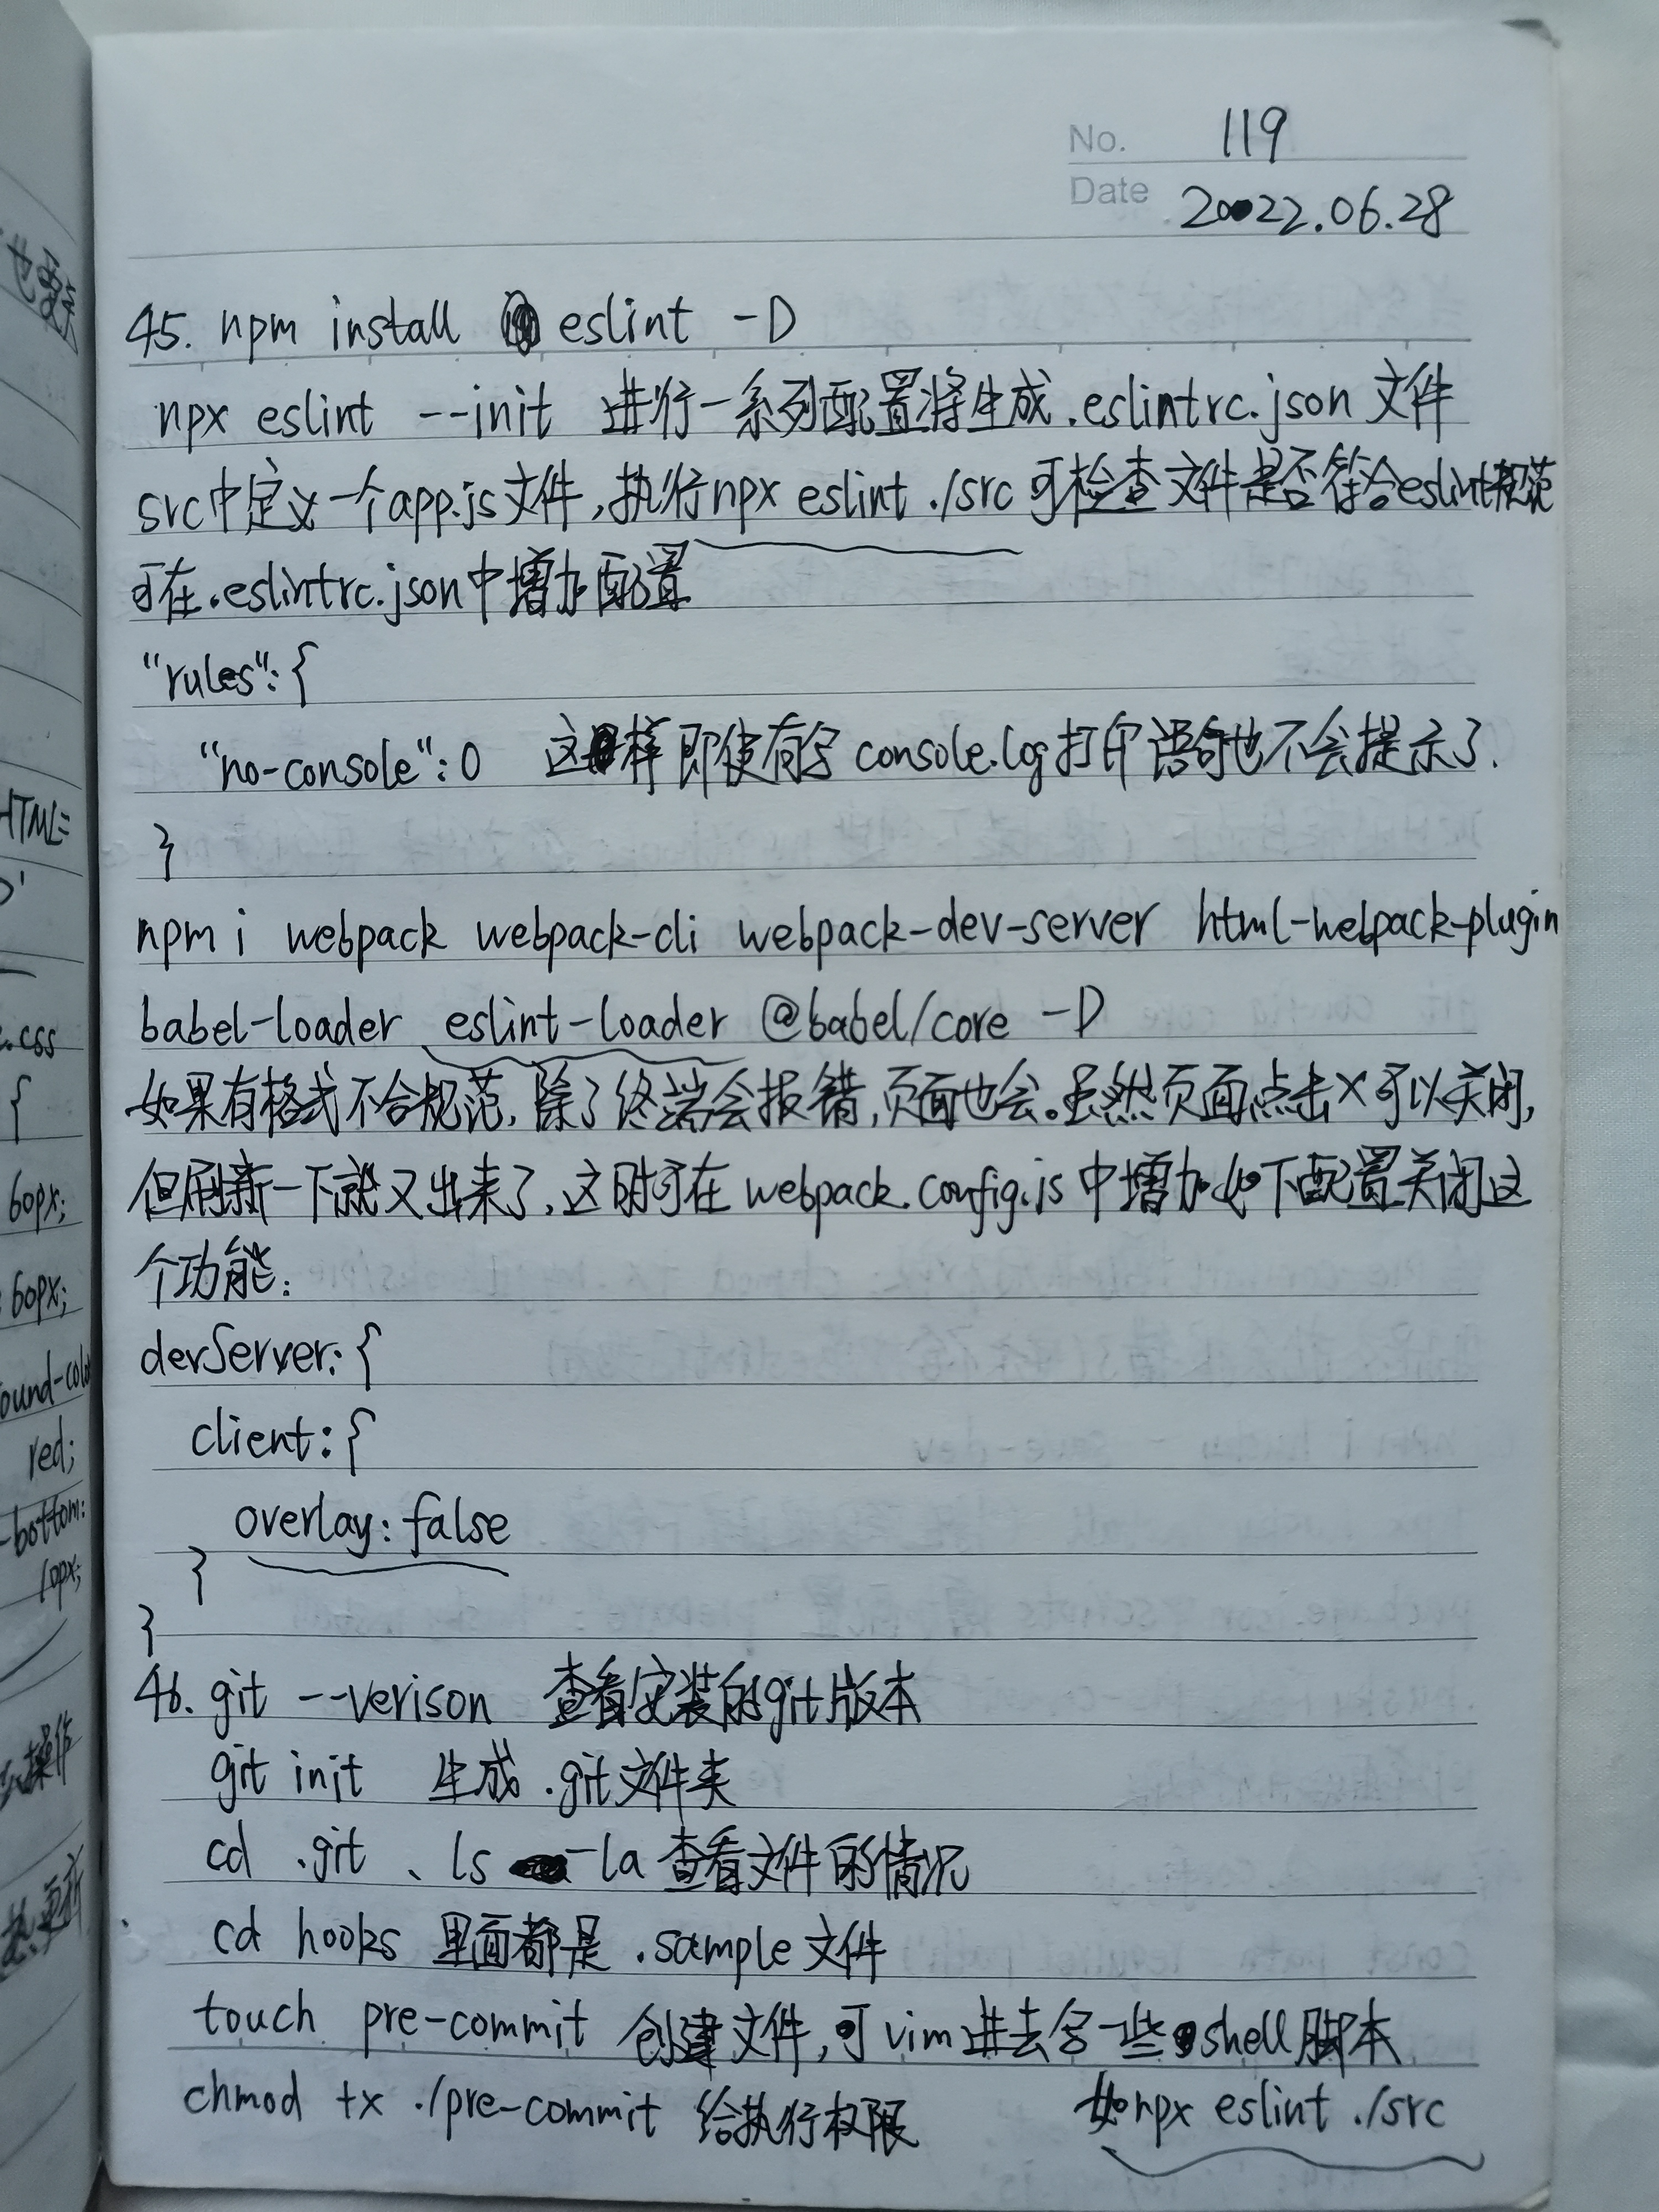 No. 119
Date 2022.06.28
45. npm install eslint -D
npx eslint --init 进行一系列配置将生成.eslintrc.json 文件
src中定义一个app.js文件,执行npx eslint ./src 可检查文件是否符合eslint规范
可在.eslintrc.json中增加配置
"rules":{
"no-console":0 这样即使有写 console.log打印语句也不会提示了.
}
npm i webpack webpack-cli webpack-dev-server html-webpack-plugin
babel-loader eslint-loader @babel/core -D
如果有格式不合规范,除了终端会报错,页面也会。虽然页面点击×可以关闭,
但刷新一下就又出来了,这时可在 webpack.config.js 中增加如下配置关闭这
个功能:
devServer:{
client:{
overlay:false
}
}
46. git --verison 查看安装的git版本
git init 生成.git文件夹
cd .git 、ls -la 查看文件的情况
cd hooks 里面都是.sample文件
touch pre-commit 创建文件,可vim进去写一些shell脚本
chmod +x ./pre-commit 给执行权限 如npx eslint ./src
HTML=
.css
{
60px;
60px;
ound-color
red;
-bottom:
10px;
操作
热更新